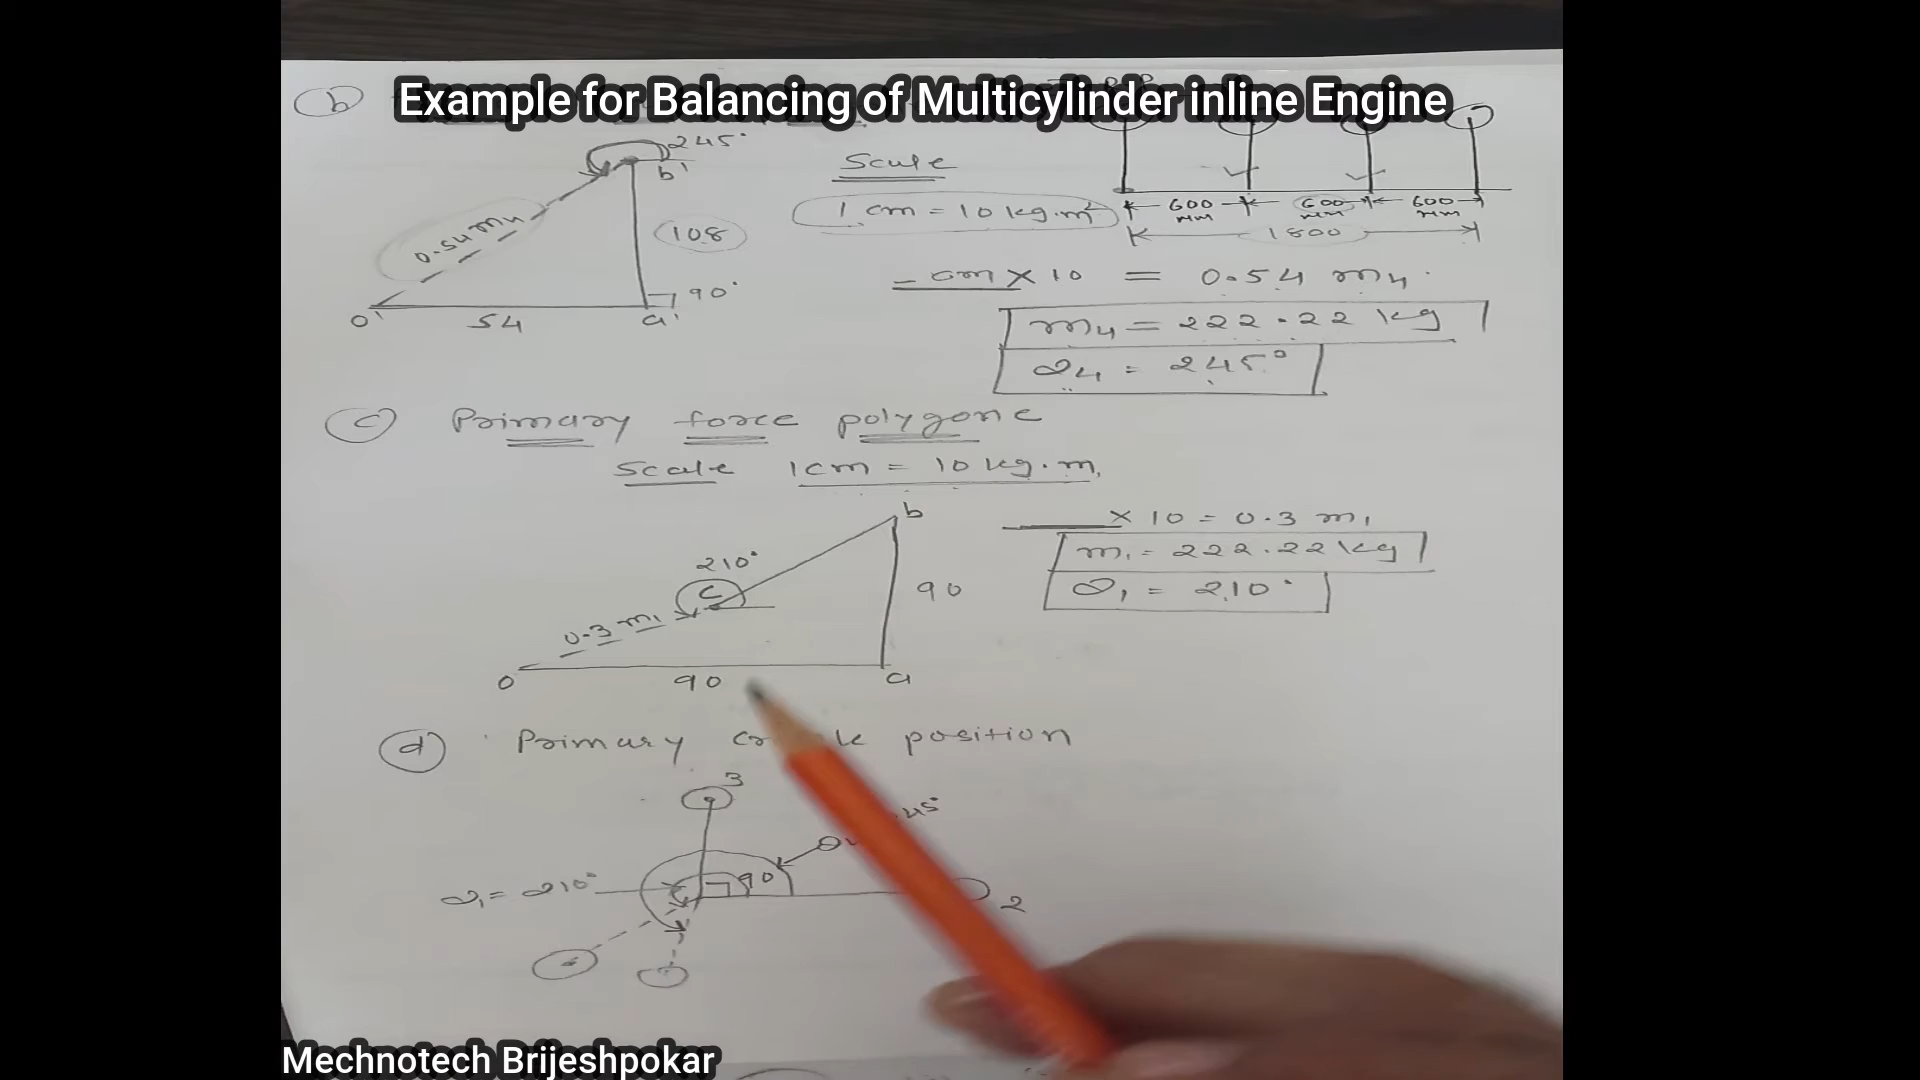 Example for Balancing of Multicylinder inline Engine
b
245°
b'
Scale
1 cm = 10 kg.m²
600 mm
600 mm
600 mm
1800
0.54 m4
108
90°
o'
54
a'
_ cm × 10 = 0.54 m4
m4 = 222.22 kg
θ4 = 245°
c Primary force polygone
Scale 1cm = 10 kg.m
b
210°
c
0.3 m1
90
o
90
a
____ × 10 = 0.3 m1
m1 = 222.22 kg
θ1 = 210°
d Primary position
3
45°
θ1 = 210°
90
2
Mechnotech Brijeshpokar